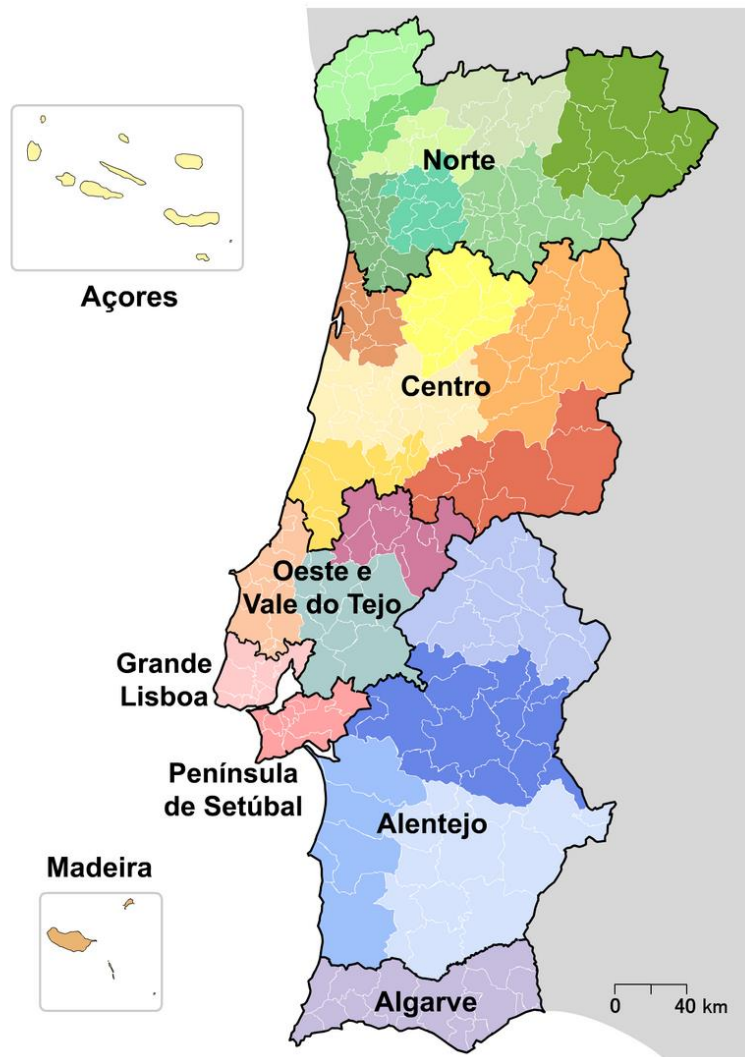 Norte
Açores
Centro
Oeste e
Vale do Tejo
Grande
Lisboa
Península
de Setúbal
Alentejo
Madeira
Algarve
0 40 km